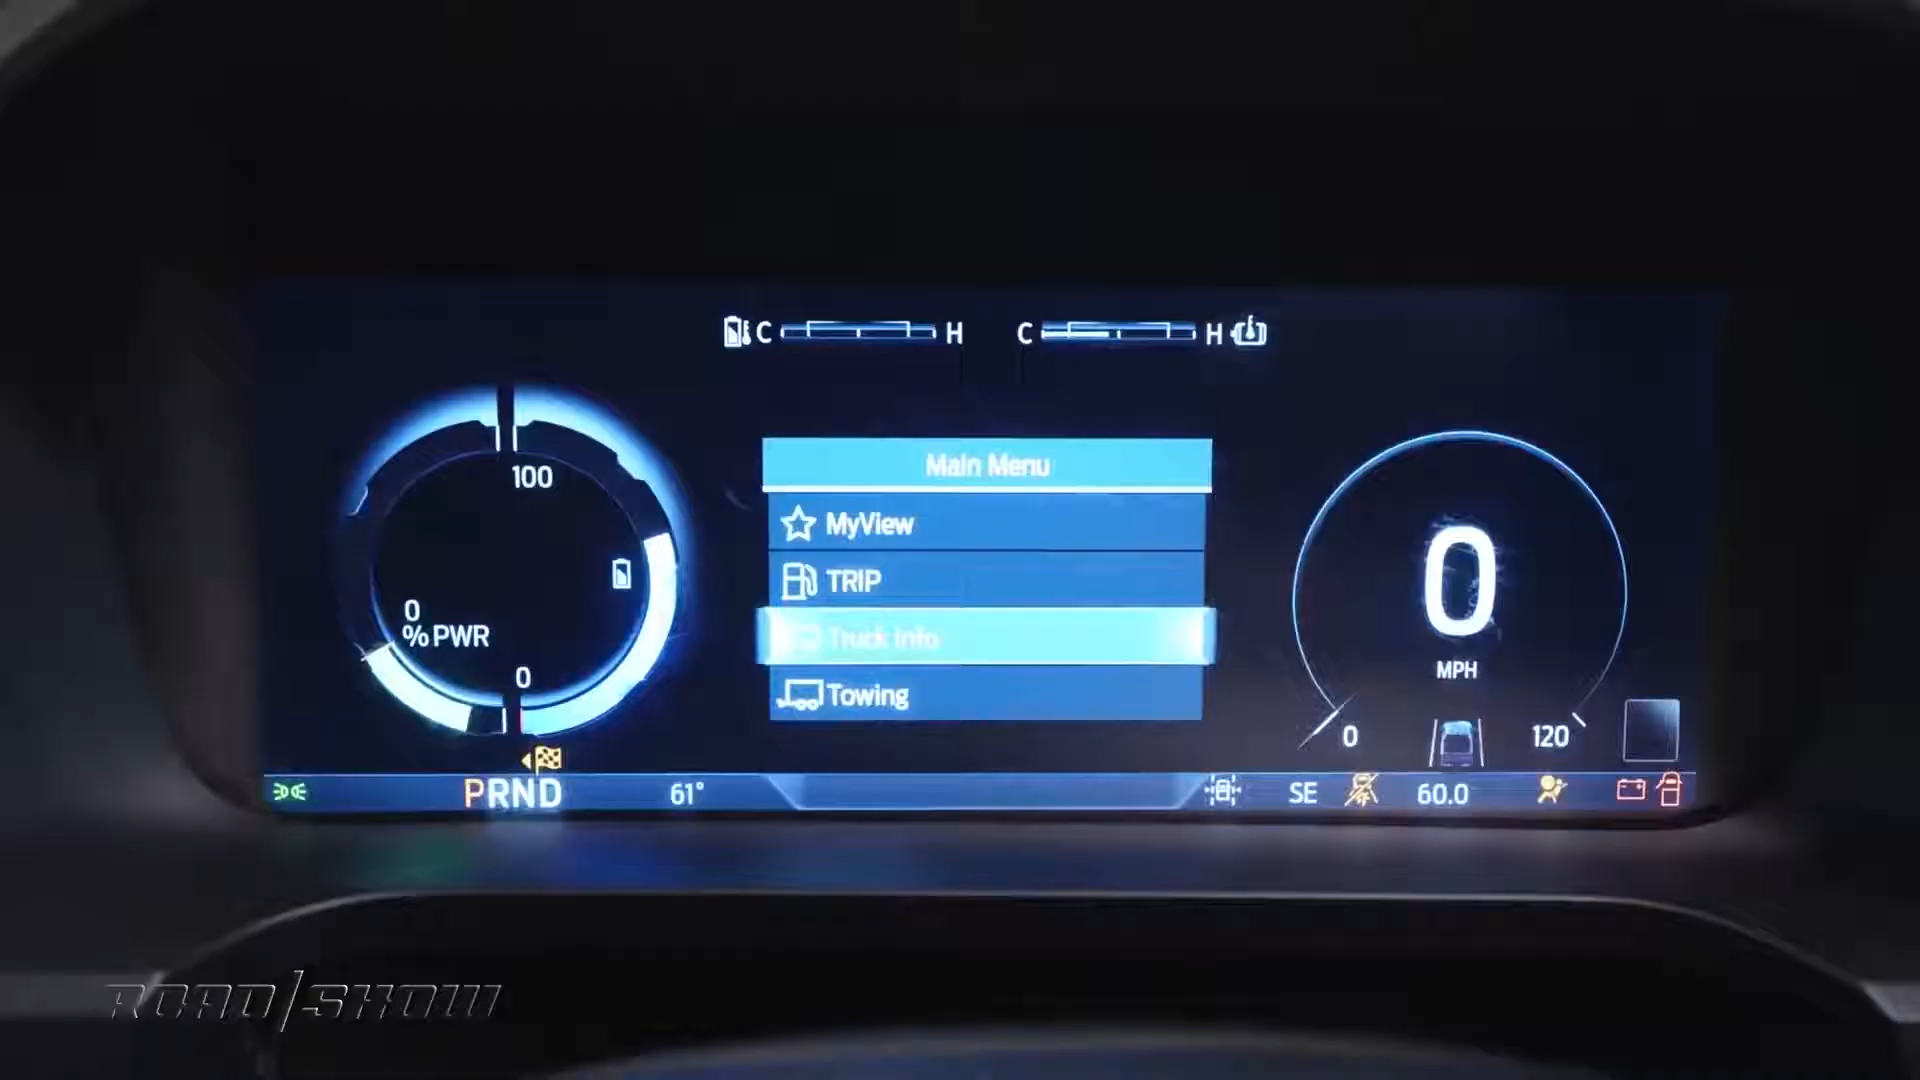 C H C H
100
Main Menu
MyView
TRIP
Truck Info
Towing
0
% PWR
0
0
MPH
0 120
PRND 61° SE 60.0
ROAD/SHOW